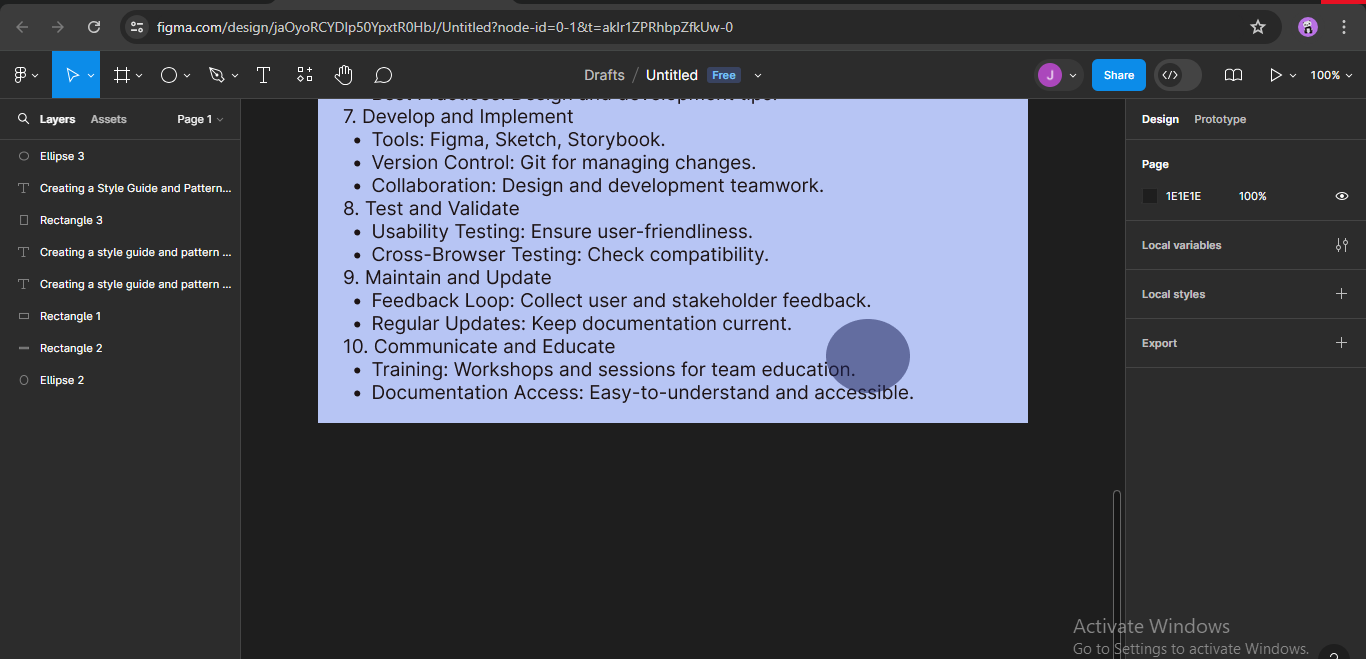 figma.com/design/jaOyoRCYDIp50YpxtR0HbJ/Untitled?node-id=0-1&t=aklr1ZPRhbpZfkUw-0
Drafts / Untitled Free
J
Share
100%
Layers Assets Page 1
Ellipse 3
Creating a Style Guide and Pattern...
Rectangle 3
Creating a style guide and pattern ...
Creating a style guide and pattern ...
Rectangle 1
Rectangle 2
Ellipse 2
Best Practices: Design and development tips.
7. Develop and Implement
• Tools: Figma, Sketch, Storybook.
• Version Control: Git for managing changes.
• Collaboration: Design and development teamwork.
8. Test and Validate
• Usability Testing: Ensure user-friendliness.
• Cross-Browser Testing: Check compatibility.
9. Maintain and Update
• Feedback Loop: Collect user and stakeholder feedback.
• Regular Updates: Keep documentation current.
10. Communicate and Educate
• Training: Workshops and sessions for team education.
• Documentation Access: Easy-to-understand and accessible.
Design Prototype
Page
1E1E1E 100%
Local variables
Local styles
Export
Activate Windows
Go to Settings to activate Windows.
?